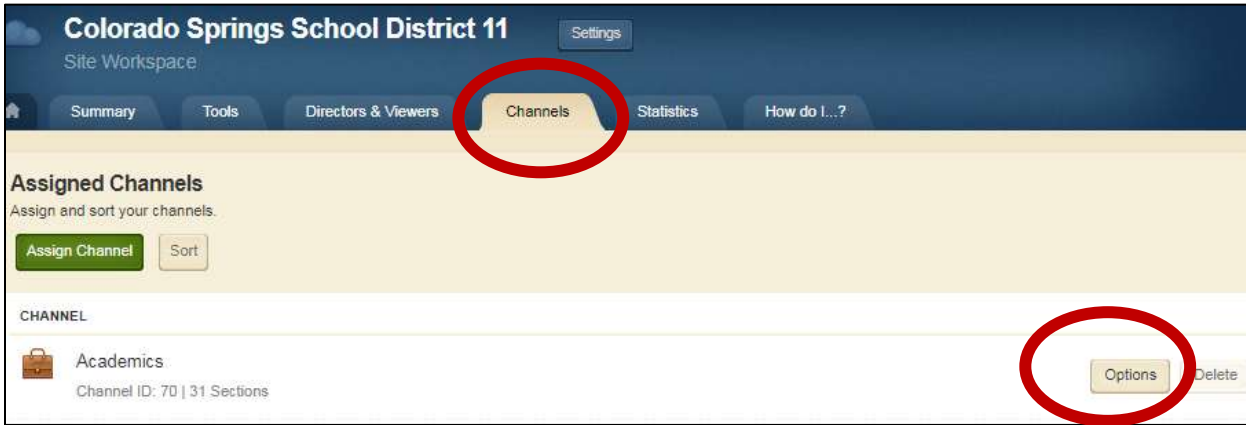 Colorado Springs School District 11 Settings
Site Workspace
Summary Tools Directors & Viewers Channels Statistics How do I...?
Assigned Channels
Assign and sort your channels.
Assign Channel Sort
CHANNEL
Academics
Options Delete
Channel ID: 70 | 31 Sections